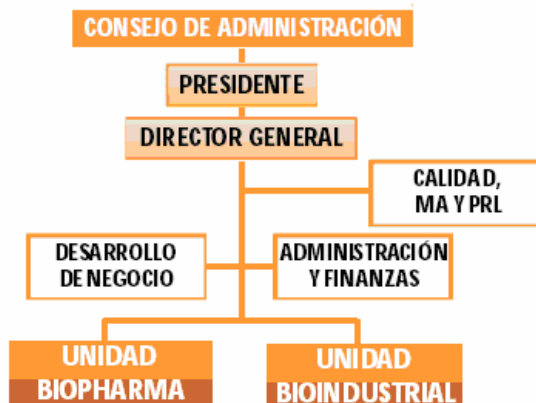 CONSEJO DE ADMINISTRACIÓN
PRESIDENTE
DIRECTOR GENERAL
CALIDAD,
MA Y PRL
DESARROLLO
DE NEGOCIO
ADMINISTRACIÓN
Y FINANZAS
UNIDAD
BIOPHARMA
UNIDAD
BIOINDUSTRIAL